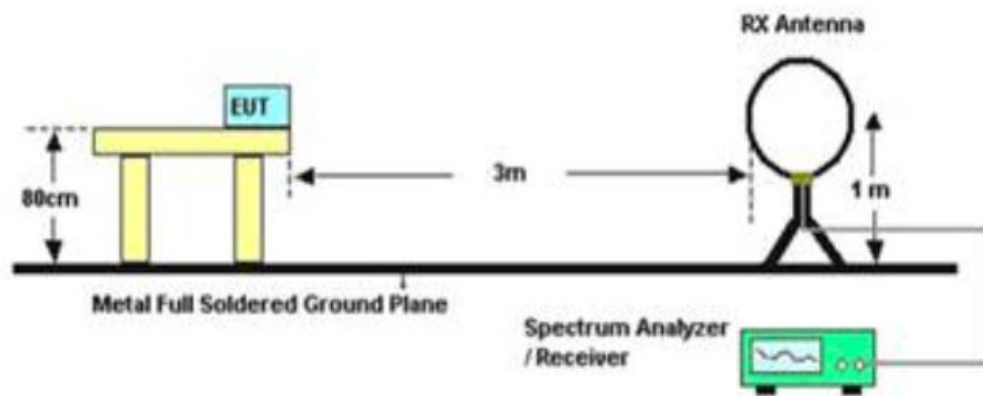 RX Antenna
EUT
80cm
3m
1 m
Metal Full Soldered Ground Plane
Spectrum Analyzer
/ Receiver